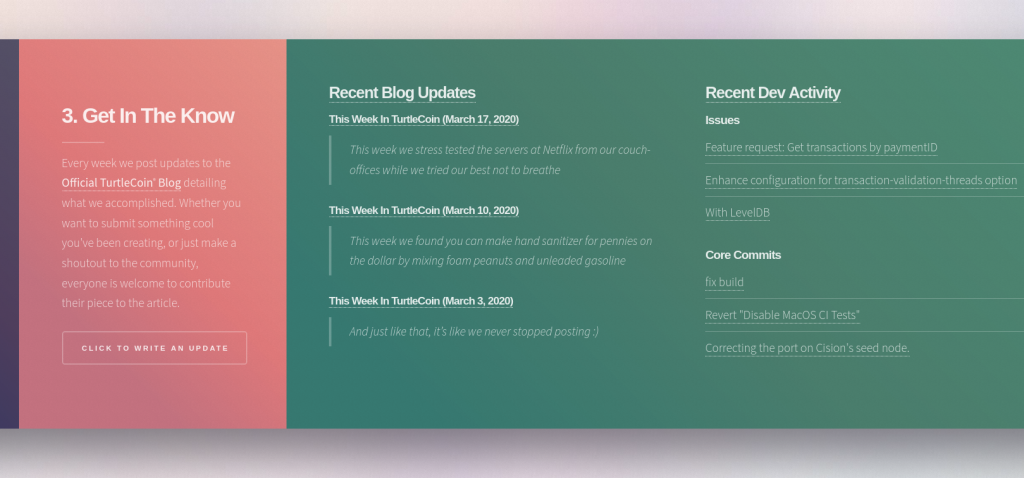 3. Get In The Know
Every week we post updates to the
Official TurtleCoin® Blog detailing
what we accomplished. Whether you
want to submit something cool
you've been creating, or just make a
shoutout to the community,
everyone is welcome to contribute
their piece to the article.
CLICK TO WRITE AN UPDATE
Recent Blog Updates
This Week In TurtleCoin (March 17, 2020)
This week we stress tested the servers at Netflix from our couch-
offices while we tried our best not to breathe
This Week In TurtleCoin (March 10, 2020)
This week we found you can make hand sanitizer for pennies on
the dollar by mixing foam peanuts and unleaded gasoline
This Week In TurtleCoin (March 3, 2020)
And just like that, it's like we never stopped posting :)
Recent Dev Activity
Issues
Feature request: Get transactions by paymentID
Enhance configuration for transaction-validation-threads option
With LevelDB
Core Commits
fix build
Revert "Disable MacOS CI Tests"
Correcting the port on Cision's seed node.